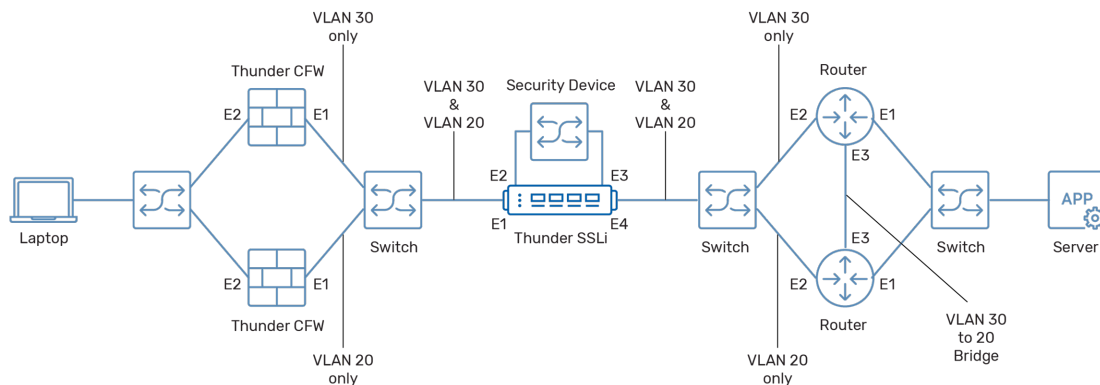 VLAN 30
only
VLAN 30
only
Thunder CFW
Security Device
Router
VLAN 30
&
VLAN 20
VLAN 30
&
VLAN 20
E2
E1
E2
E1
E3
E2
E3
APP
Laptop
Switch
E1
Thunder SSLi
E4
Switch
E3
Switch
Server
E2
E1
E2
E1
Thunder CFW
Router
VLAN 30
to 20
Bridge
VLAN 20
only
VLAN 20
only